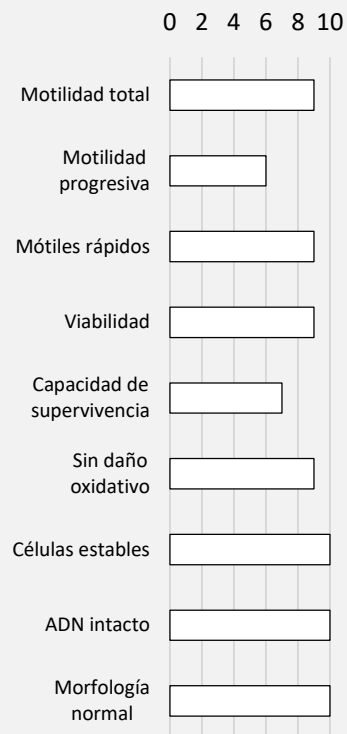 0 2 4 6 8 10
Motilidad total
Motilidad
progresiva
Mótiles rápidos
Viabilidad
Capacidad de
supervivencia
Sin daño
oxidativo
Células estables
ADN intacto
Morfología
normal